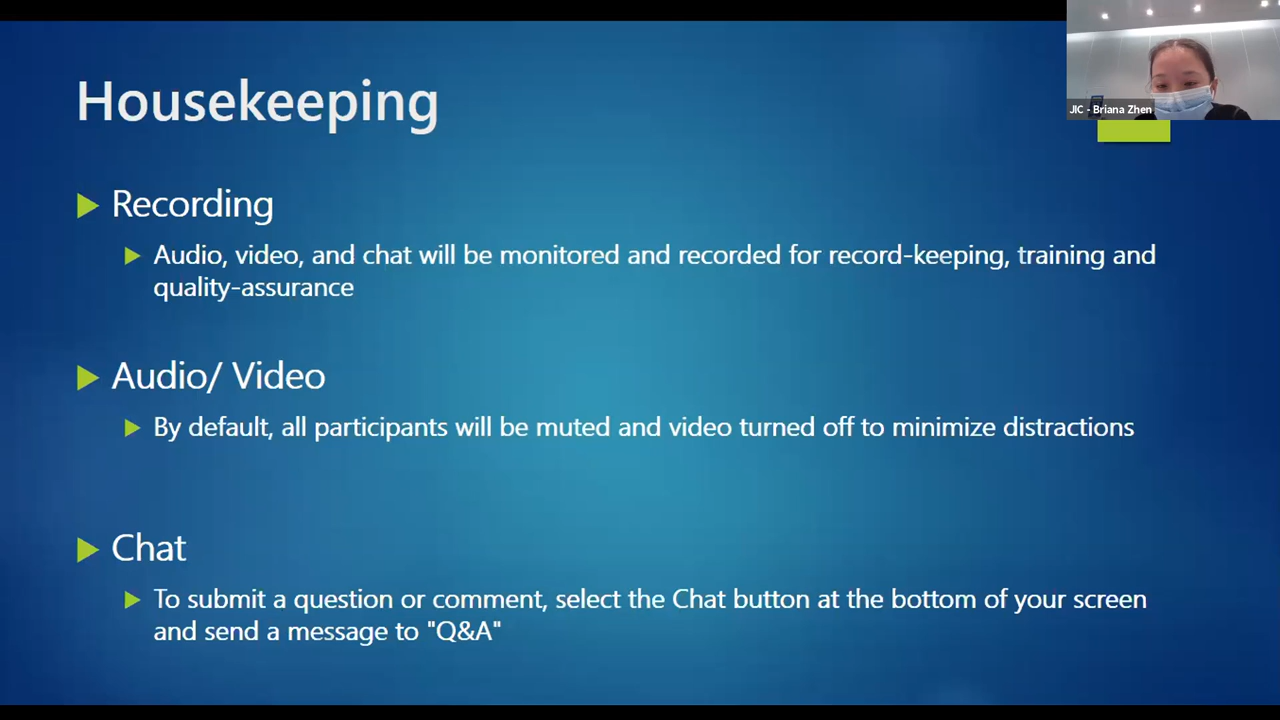 Housekeeping
JIC - Briana Zhen
Recording
Audio, video, and chat will be monitored and recorded for record-keeping, training and
quality-assurance
Audio/ Video
By default, all participants will be muted and video turned off to minimize distractions
Chat
To submit a question or comment, select the Chat button at the bottom of your screen
and send a message to "Q&A"